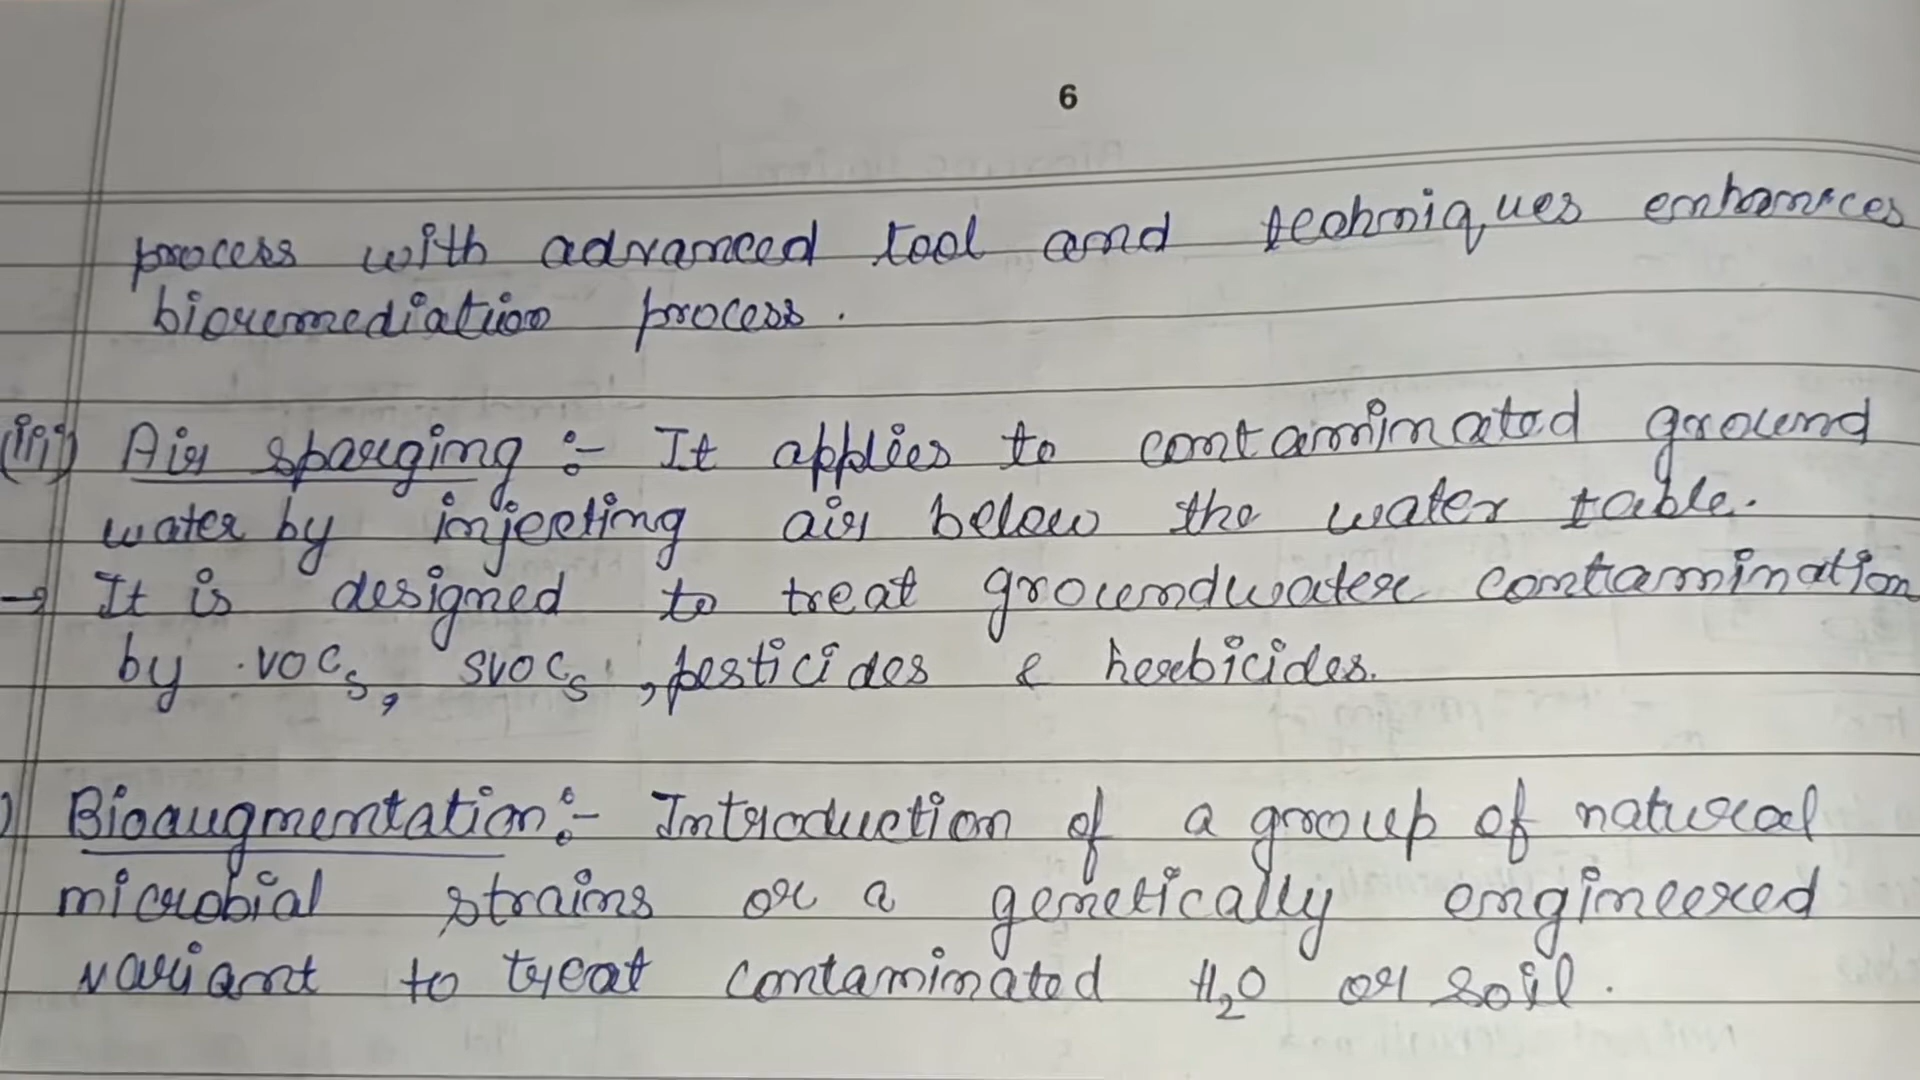 6
process with advanced tool and techniques enhances
bioremediation process.
(iii) Air sparging :- It applies to contaminated ground
water by injecting air below the water table.
→ It is designed to treat groundwater contamination
by VOCs, SVOCs, pesticides & herbicides.
) Bioaugmentation :- Introduction of a group of natural
microbial strains or a genetically engineered
variant to treat contaminated H₂O or soil.